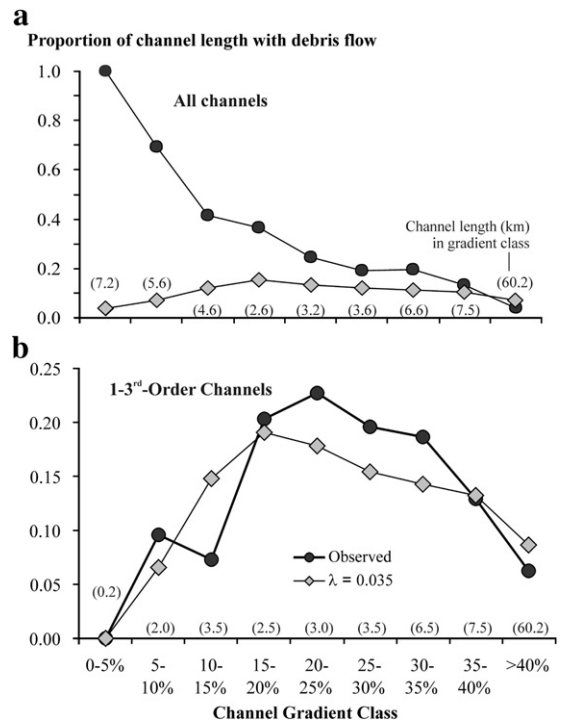 a
Proportion of channel length with debris flow
1.0
All channels
0.8
0.6
0.4
Channel length (km)
in gradient class
0.2
(7.2) (5.6) (60.2)
(4.6) (2.6) (3.2) (3.6) (6.6) (7.5)
0.0
b
0.25
1-3rd-Order Channels
0.20
0.15
0.10
Observed
λ = 0.035
0.05
(0.2)
(2.0) (3.5) (2.5) (3.0) (3.5) (6.5) (7.5) (60.2)
0.00
0-5% 5- 10- 15- 20- 25- 30- 35- >40%
10% 15% 20% 25% 30% 35% 40%
Channel Gradient Class